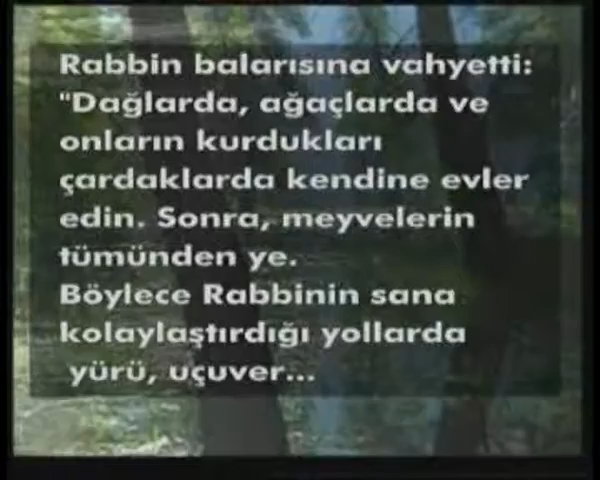 Rabbin balarısına vahyetti:
"Dağlarda, ağaçlarda ve
onların kurdukları
çardaklarda kendine evler
edin. Sonra, meyvelerin
tümünden ye.
Böylece Rabbinin sana
kolaylaştırdığı yollarda
yürü, uçuver...